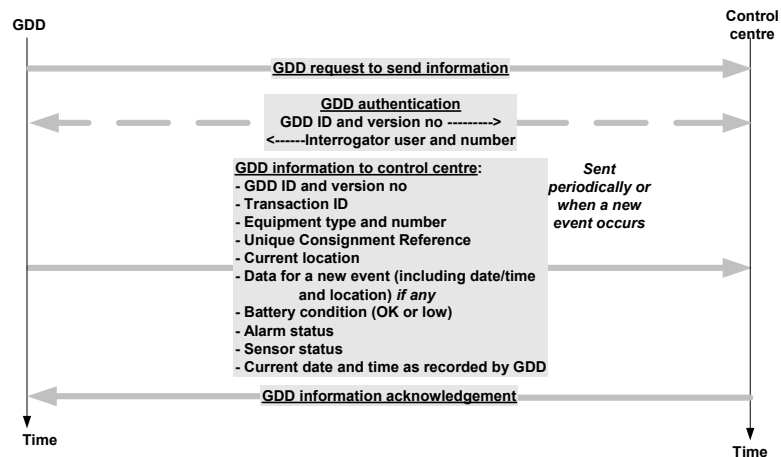 GDD
Control
centre
GDD request to send information
GDD authentication
GDD ID and version no --------->
<------Interrogator user and number
GDD information to control centre:
- GDD ID and version no
- Transaction ID
- Equipment type and number
- Unique Consignment Reference
- Current location
- Data for a new event (including date/time
and location) if any
- Battery condition (OK or low)
- Alarm status
- Sensor status
- Current date and time as recorded by GDD
Sent
periodically or
when a new
event occurs
GDD information acknowledgement
Time
Time